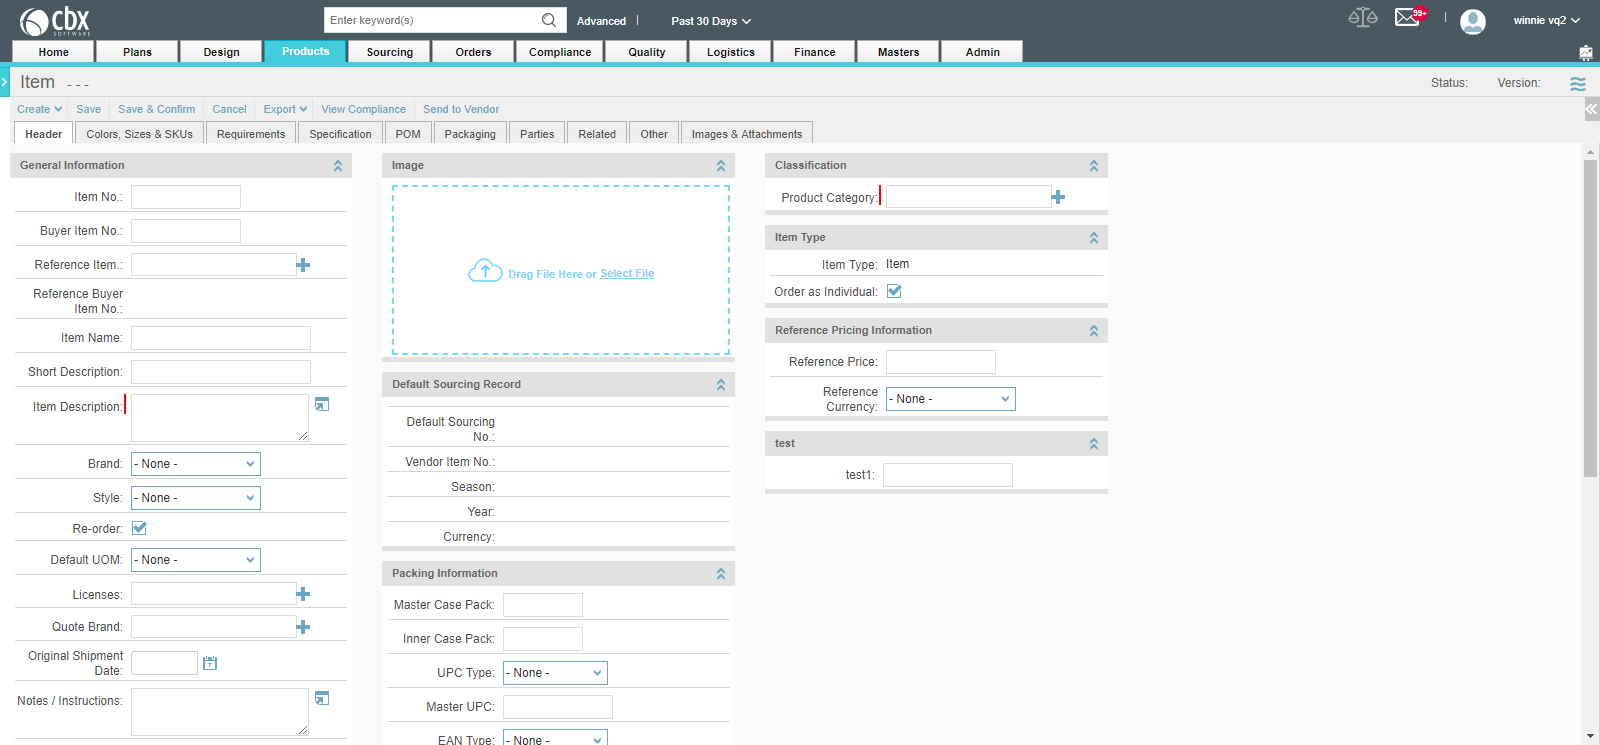 cbx
SOFTWARE
Enter keyword(s)
Advanced
Past 30 Days
99+
winnie vq2
Home
Plans
Design
Products
Sourcing
Orders
Compliance
Quality
Logistics
Finance
Masters
Admin
Item - - -
Status:
Version:
Create
Save
Save & Confirm
Cancel
Export
View Compliance
Send to Vendor
Header
Colors, Sizes & SKUs
Requirements
Specification
POM
Packaging
Parties
Related
Other
Images & Attachments
General Information
Item No.:
Buyer Item No.:
Reference Item.:
Reference Buyer
Item No.:
Item Name:
Short Description:
Item Description:
Brand: - None -
Style: - None -
Re-order:
Default UOM: - None -
Licenses:
Quote Brand:
Original Shipment
Date:
7
Notes / Instructions:
Image
Drag File Here or Select File
Default Sourcing Record
Default Sourcing
No.:
Vendor Item No.:
Season:
Year:
Currency:
Packing Information
Master Case Pack:
Inner Case Pack:
UPC Type: - None -
Master UPC:
EAN Type: - None -
Classification
Product Category:
Item Type
Item Type: Item
Order as Individual:
Reference Pricing Information
Reference Price:
Reference
Currency: - None -
test
test1: